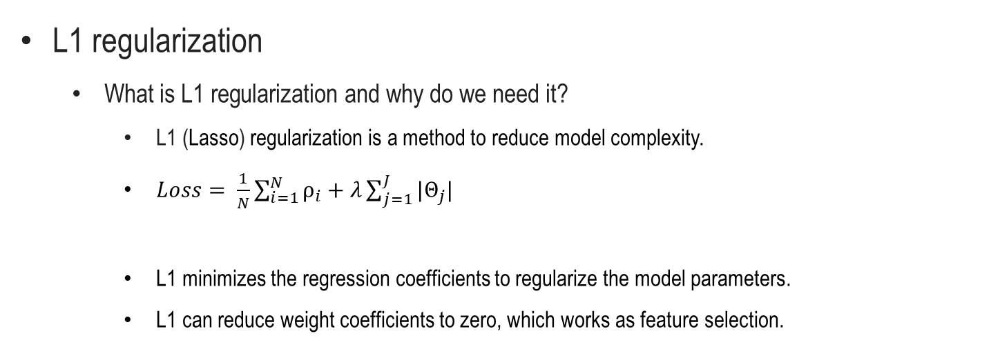 • L1 regularization
• What is L1 regularization and why do we need it?
• L1 (Lasso) regularization is a method to reduce model complexity.
• $Loss = \frac{1}{N} \sum_{i=1}^{N} \rho_i + \lambda \sum_{j=1}^{J} |\Theta_j|$
• L1 minimizes the regression coefficients to regularize the model parameters.
• L1 can reduce weight coefficients to zero, which works as feature selection.